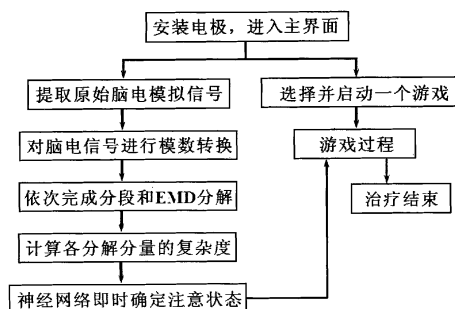 安装电极，进入主界面
提取原始脑电模拟信号
选择并启动一个游戏
对脑电信号进行模数转换
游戏过程
依次完成分段和EMD分解
治疗结束
计算各分解分量的复杂度
神经网络即时确定注意状态